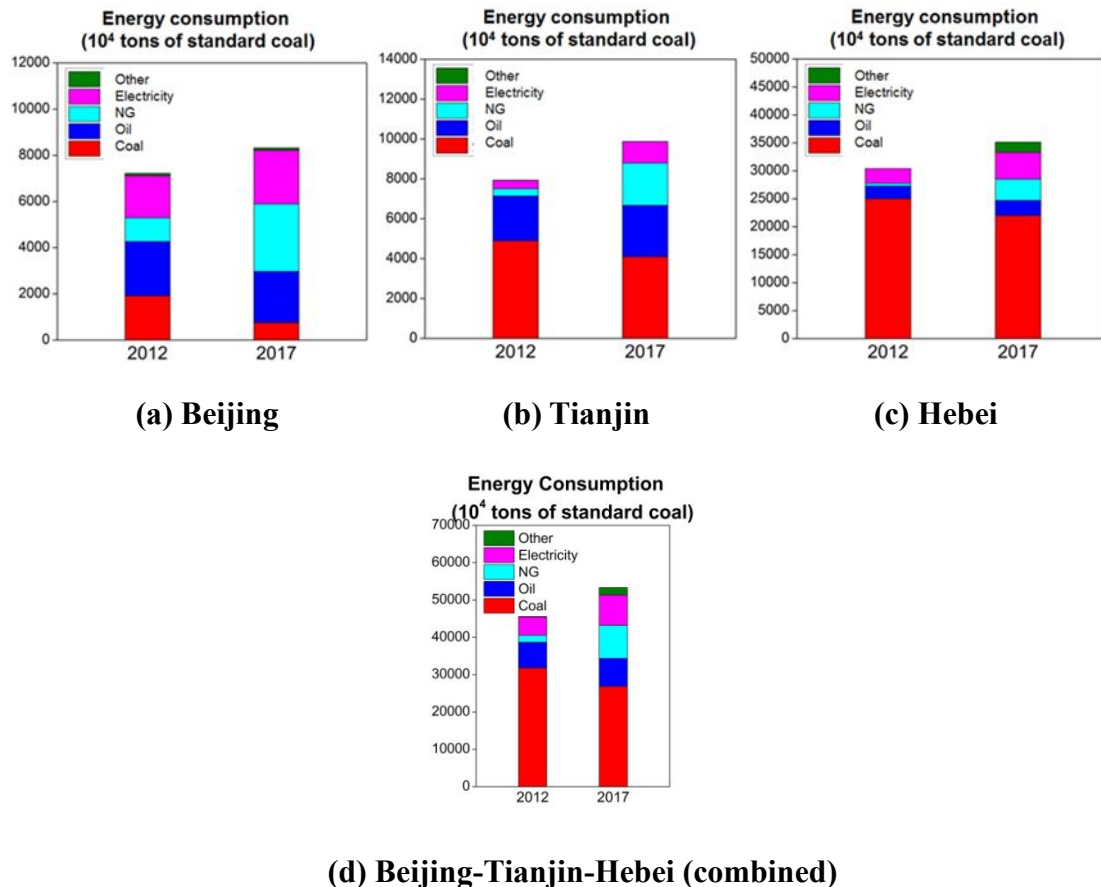 Energy consumption
(10⁴ tons of standard coal)
12000
10000
8000
6000
4000
2000
0
Other
Electricity
NG
Oil
Coal
2012 2017
(a) Beijing
Energy consumption
(10⁴ tons of standard coal)
14000
12000
10000
8000
6000
4000
2000
0
Other
Electricity
NG
Oil
Coal
2012 2017
(b) Tianjin
Energy consumption
(10⁴ tons of standard coal)
50000
45000
40000
35000
30000
25000
20000
15000
10000
5000
0
Other
Electricity
NG
Oil
Coal
2012 2017
(c) Hebei
Energy Consumption
(10⁴ tons of standard coal)
70000
60000
50000
40000
30000
20000
10000
0
Other
Electricity
NG
Oil
Coal
2012 2017
(d) Beijing-Tianjin-Hebei (combined)